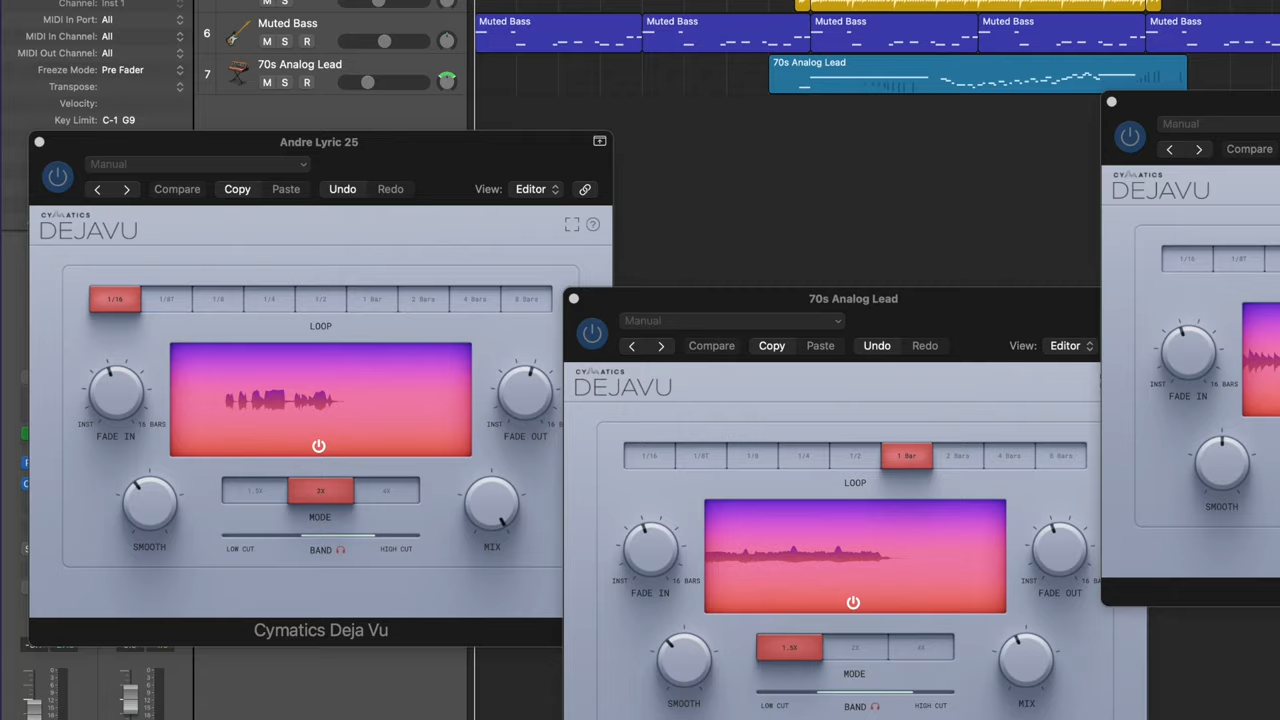 Channel: Inst 1
MIDI In Port: All
MIDI In Channel: All
MIDI Out Channel: All
Freeze Mode: Pre Fader
Transpose:
Velocity:
Key Limit: C-1 G9
6 Muted Bass
M S R
7 70s Analog Lead
M S R
Muted Bass Muted Bass Muted Bass Muted Bass Muted Bass
70s Analog Lead
Andre Lyric 25
Manual
Compare Copy Paste Undo Redo View: Editor
CYMATICS
DEJAVU
1/16 1/8T 1/8 1/4 1/2 1 Bar 2 Bars 4 Bars 8 Bars
LOOP
INST 16 BARS
FADE IN
FADE OUT
1.5X 2X 4X
MODE
SMOOTH
LOW CUT BAND HIGH CUT
MIX
Cymatics Deja Vu
70s Analog Lead
Manual
Compare Copy Paste Undo Redo View: Editor
CYMATICS
DEJAVU
1/16 1/8T 1/8 1/4 1/2 1 Bar 2 Bars 4 Bars 8 Bars
LOOP
INST 16 BARS
FADE IN
INST 16 BARS
FADE OUT
1.5X 2X 4X
MODE
SMOOTH
LOW CUT BAND HIGH CUT
MIX
Manual
Compare
CYMATICS
DEJAVU
1/16 1/8T
INST 16 BARS
FADE IN
SMOOTH